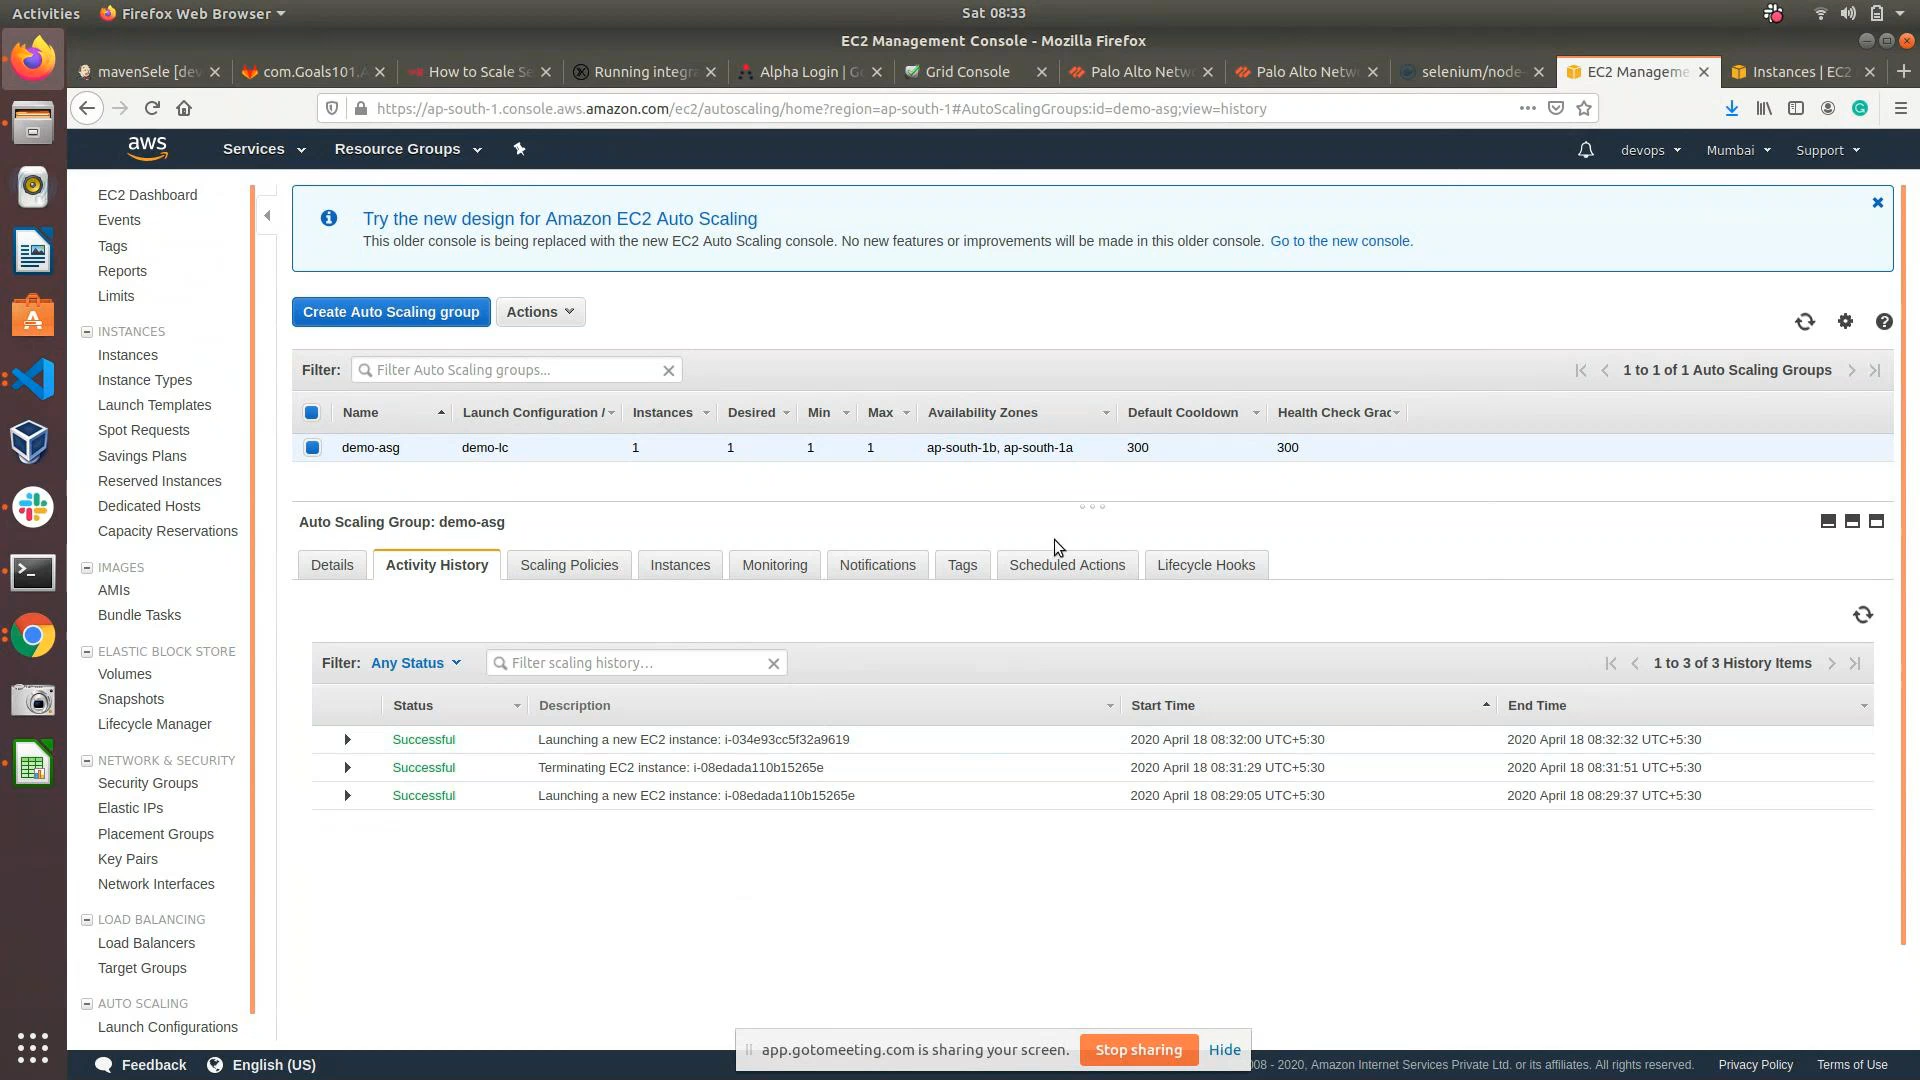 Activities Firefox Web Browser Sat 08:33
EC2 Management Console - Mozilla Firefox
mavenSele [dev com.Goals101.A How to Scale Se Running integra Alpha Login | Go Grid Console Palo Alto Netw Palo Alto Netw selenium/node- EC2 Manageme Instances | EC2
https://ap-south-1.console.aws.amazon.com/ec2/autoscaling/home?region=ap-south-1#AutoScalingGroups:id=demo-asg;view=history
aws Services Resource Groups devops Mumbai Support
EC2 Dashboard
Events
Tags
Reports
Limits
INSTANCES
Instances
Instance Types
Launch Templates
Spot Requests
Savings Plans
Reserved Instances
Dedicated Hosts
Capacity Reservations
IMAGES
AMIs
Bundle Tasks
ELASTIC BLOCK STORE
Volumes
Snapshots
Lifecycle Manager
NETWORK & SECURITY
Security Groups
Elastic IPs
Placement Groups
Key Pairs
Network Interfaces
LOAD BALANCING
Load Balancers
Target Groups
AUTO SCALING
Launch Configurations
Try the new design for Amazon EC2 Auto Scaling
This older console is being replaced with the new EC2 Auto Scaling console. No new features or improvements will be made in this older console. Go to the new console.
Create Auto Scaling group Actions
Filter: Filter Auto Scaling groups... 1 to 1 of 1 Auto Scaling Groups
Name Launch Configuration / Instances Desired Min Max Availability Zones Default Cooldown Health Check Grac
demo-asg demo-lc 1 1 1 1 ap-south-1b, ap-south-1a 300 300
Auto Scaling Group: demo-asg
Details Activity History Scaling Policies Instances Monitoring Notifications Tags Scheduled Actions Lifecycle Hooks
Filter: Any Status Filter scaling history... 1 to 3 of 3 History Items
Status Description Start Time End Time
Successful Launching a new EC2 instance: i-034e93cc5f32a9619 2020 April 18 08:32:00 UTC+5:30 2020 April 18 08:32:32 UTC+5:30
Successful Terminating EC2 instance: i-08edada110b15265e 2020 April 18 08:31:29 UTC+5:30 2020 April 18 08:31:51 UTC+5:30
Successful Launching a new EC2 instance: i-08edada110b15265e 2020 April 18 08:29:05 UTC+5:30 2020 April 18 08:29:37 UTC+5:30
app.gotomeeting.com is sharing your screen. Stop sharing Hide
Feedback English (US) 08 - 2020, Amazon Internet Services Private Ltd. or its affiliates. All rights reserved. Privacy Policy Terms of Use